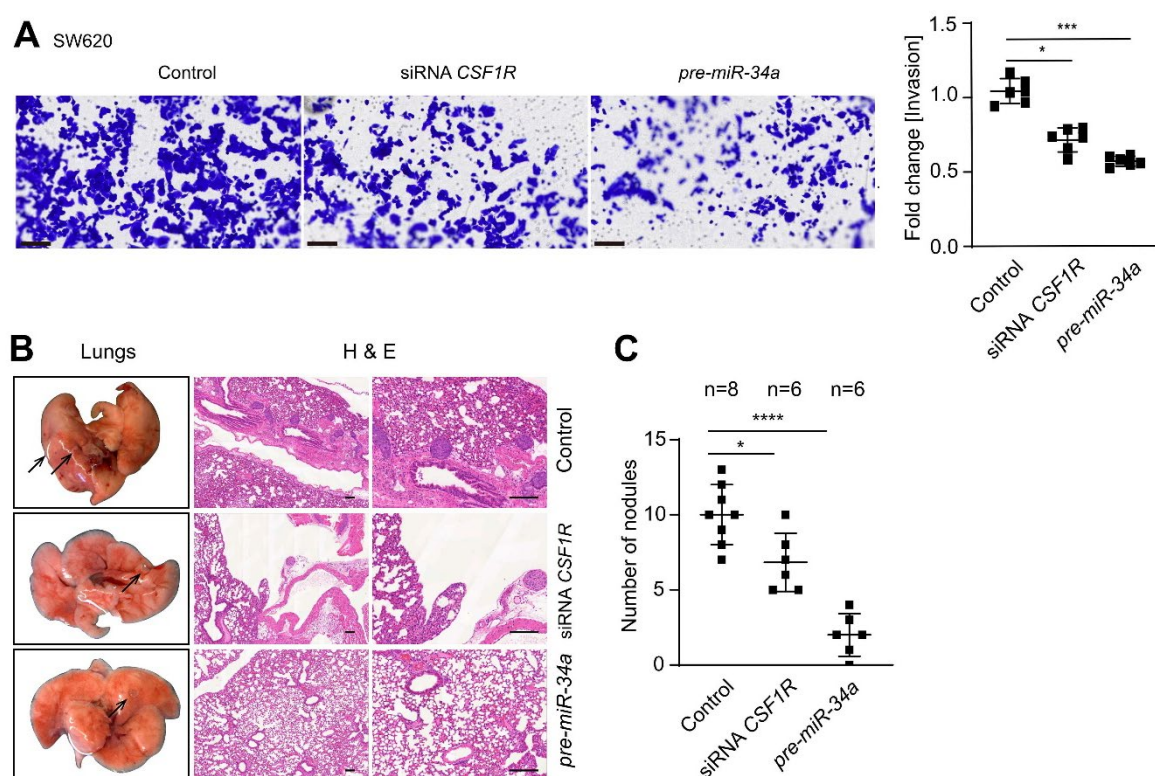 A SW620
Control
siRNA CSF1R
pre-miR-34a
Fold change [Invasion]
1.5
1.0
0.5
0.0
***
*
Control
siRNA CSF1R
pre-miR-34a
B
Lungs
H & E
Control
siRNA CSF1R
pre-miR-34a
C
n=8 n=6 n=6
****
*
Number of nodules
15
10
5
0
Control
siRNA CSF1R
pre-miR-34a